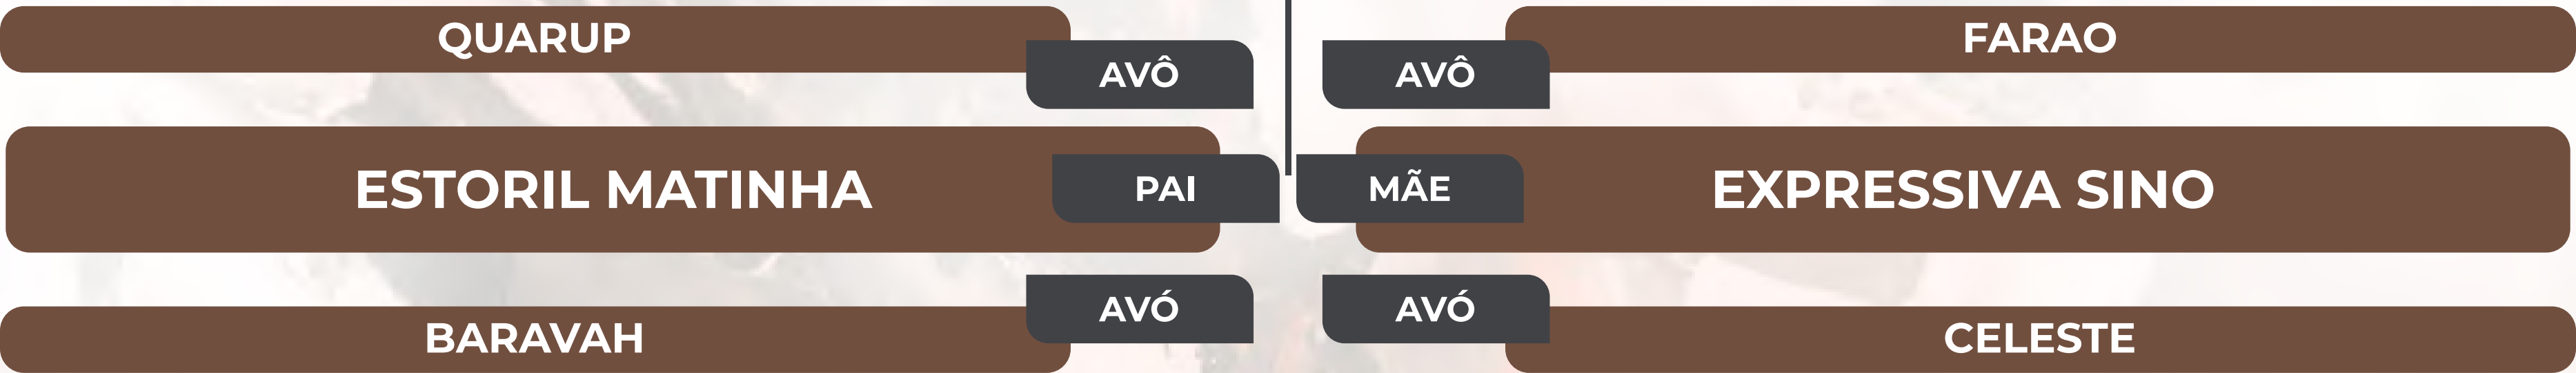 QUARUP
AVÔ
AVÔ
FARAO
ESTORIL MATINHA
PAI
MÃE
EXPRESSIVA SINO
BARAVAH
AVÓ
AVÓ
CELESTE